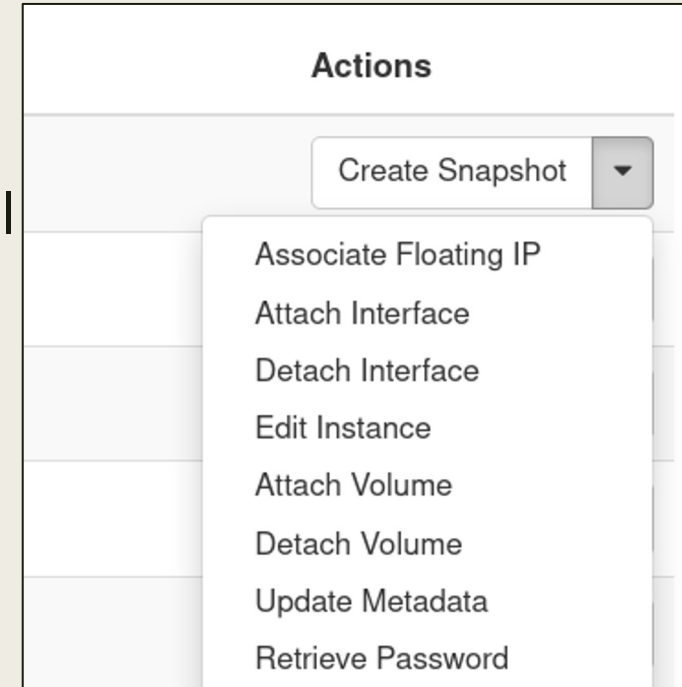 Actions
Create Snapshot
Associate Floating IP
Attach Interface
Detach Interface
Edit Instance
Attach Volume
Detach Volume
Update Metadata
Retrieve Password